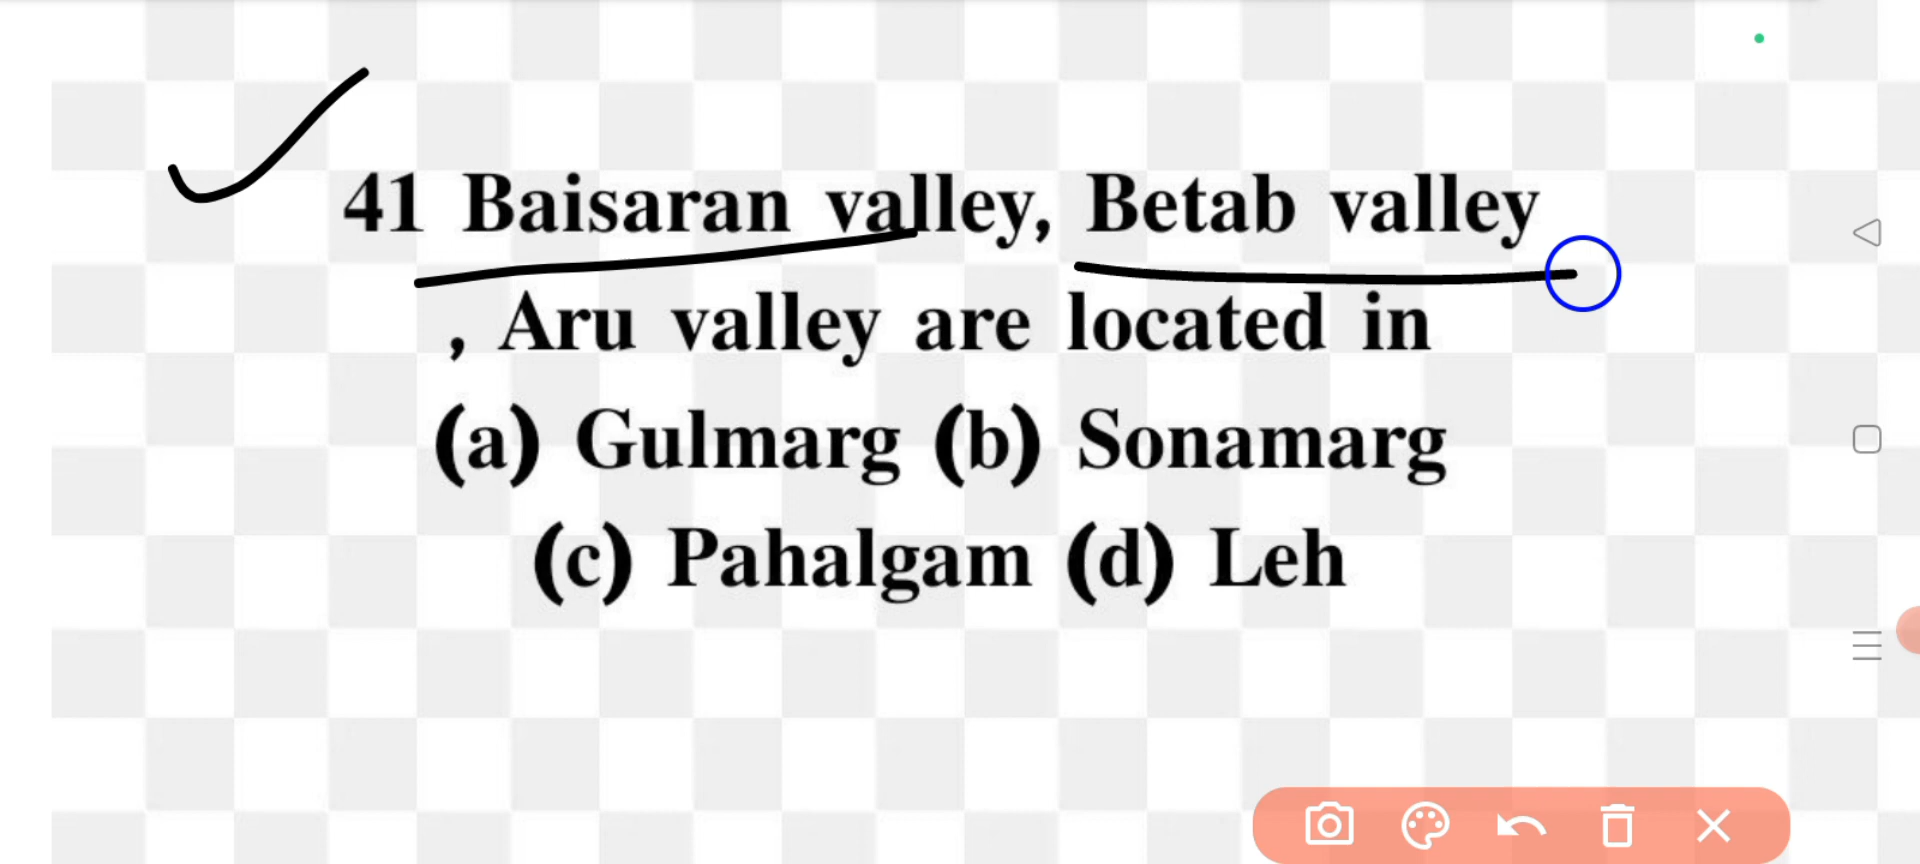 41 Baisaran valley, Betab valley
, Aru valley are located in
(a) Gulmarg (b) Sonamarg
(c) Pahalgam (d) Leh